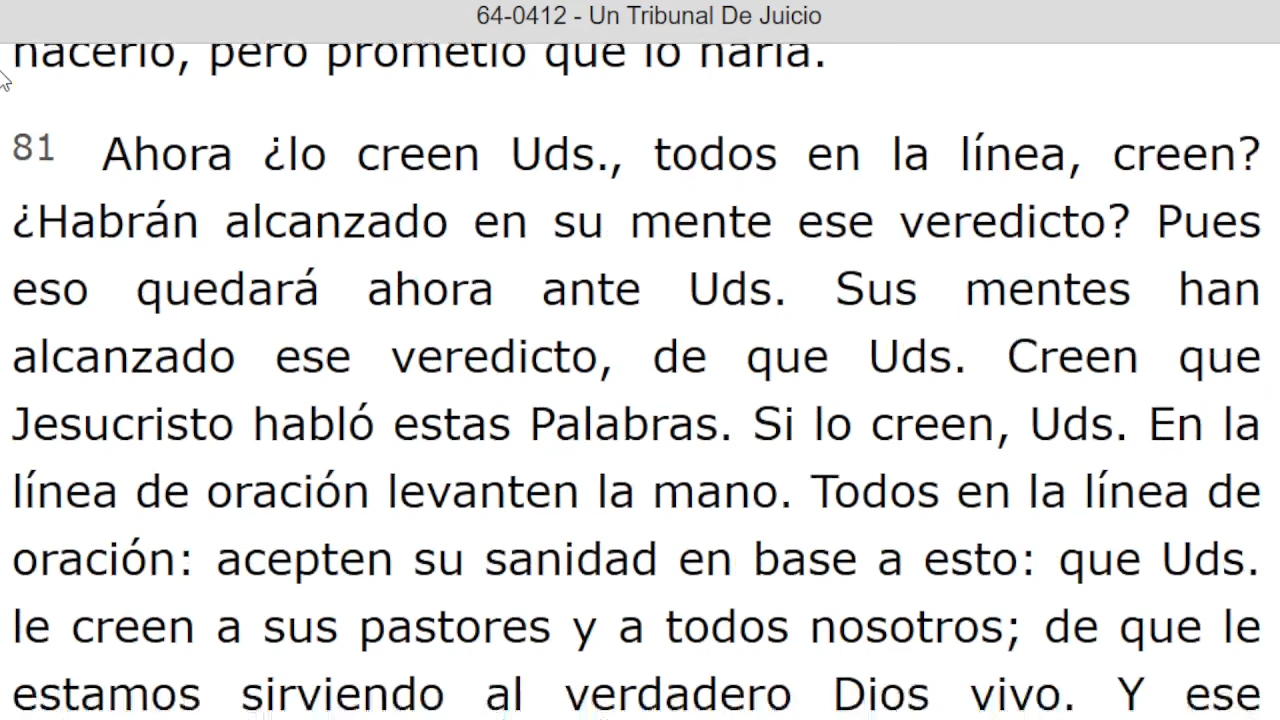 64-0412 - Un Tribunal De Juicio
hacerlo, pero prometió que lo haría.
81 Ahora ¿lo creen Uds., todos en la línea, creen?
¿Habrán alcanzado en su mente ese veredicto? Pues
eso quedará ahora ante Uds. Sus mentes han
alcanzado ese veredicto, de que Uds. Creen que
Jesucristo habló estas Palabras. Si lo creen, Uds. En la
línea de oración levanten la mano. Todos en la línea de
oración: acepten su sanidad en base a esto: que Uds.
le creen a sus pastores y a todos nosotros; de que le
estamos sirviendo al verdadero Dios vivo. Y ese